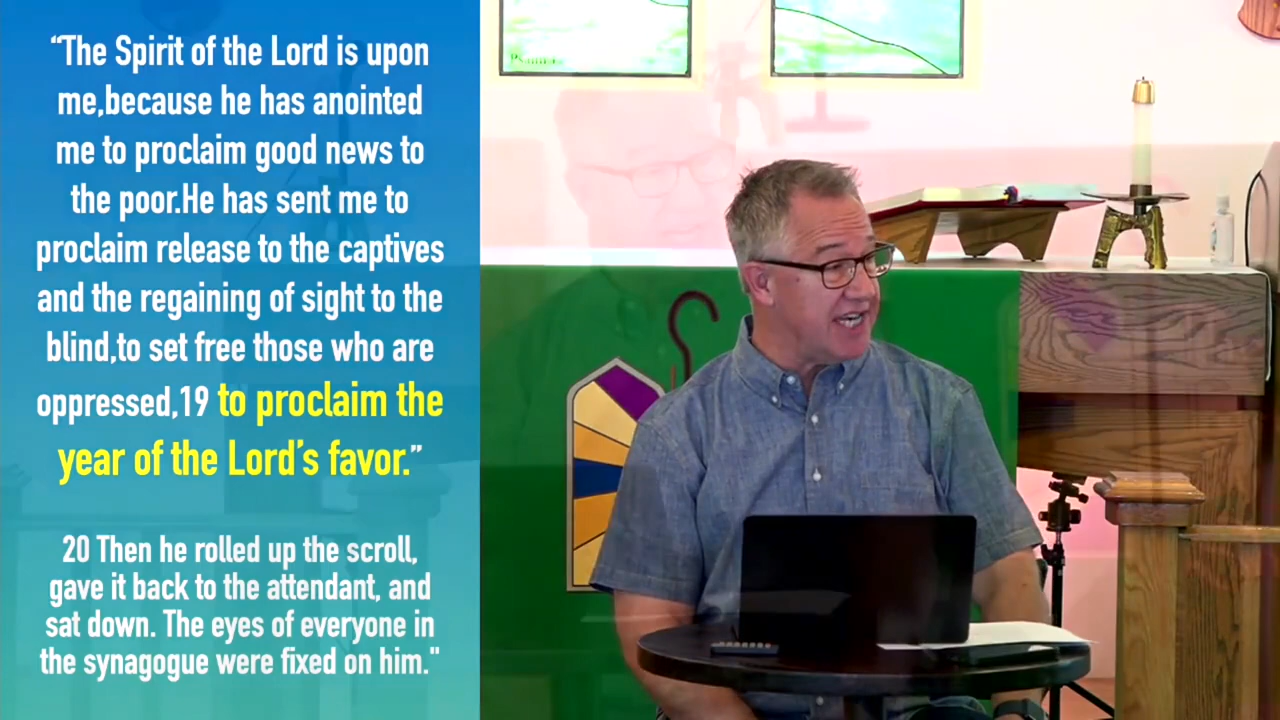 “The Spirit of the Lord is upon
me,because he has anointed
me to proclaim good news to
the poor.He has sent me to
proclaim release to the captives
and the regaining of sight to the
blind,to set free those who are
oppressed,19 to proclaim the
year of the Lord’s favor.”
20 Then he rolled up the scroll,
gave it back to the attendant, and
sat down. The eyes of everyone in
the synagogue were fixed on him."